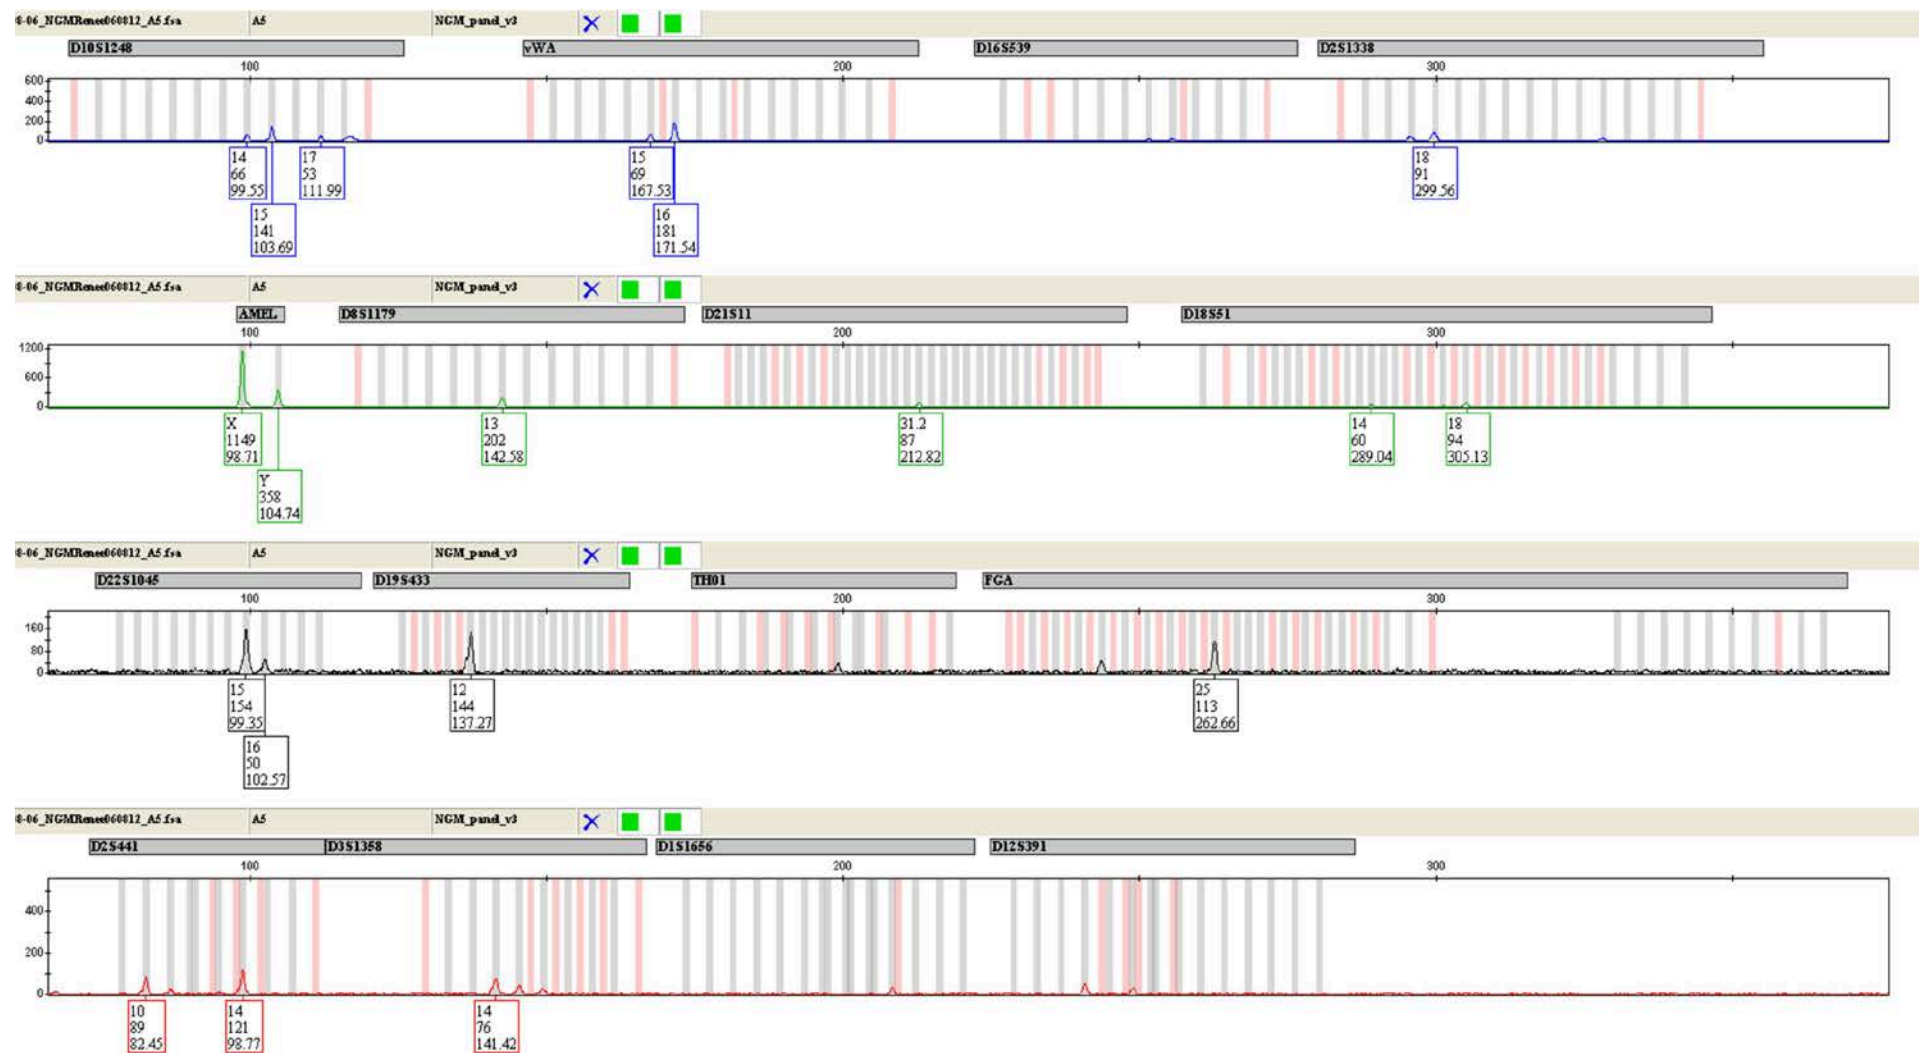 8-06_NGMRenee060812_A5.fsa A5 NGM_panel_v3
D10S1248 vWA D16S539 D2S1338
100 200 300
600
400
200
0
14 17 15 18
66 53 69 91
99.55 111.99 167.53 299.56
15 16
141 181
103.69 171.54
8-06_NGMRenee060812_A5.fsa A5 NGM_panel_v3
AMEL D8S1179 D21S11 D18S51
100 200 300
1200
600
0
X 13 31.2 14 18
1149 202 87 60 94
98.71 142.58 212.82 289.04 305.13
Y
358
104.74
8-06_NGMRenee060812_A5.fsa A5 NGM_panel_v3
D22S1045 D19S433 TH01 FGA
100 200 300
160
80
0
15 12 25
154 144 113
99.35 137.27 262.66
16
50
102.57
8-06_NGMRenee060812_A5.fsa A5 NGM_panel_v3
D2S441 D3S1358 D1S1656 D12S391
100 200 300
400
200
0
10 14 14
89 121 76
82.45 98.77 141.42